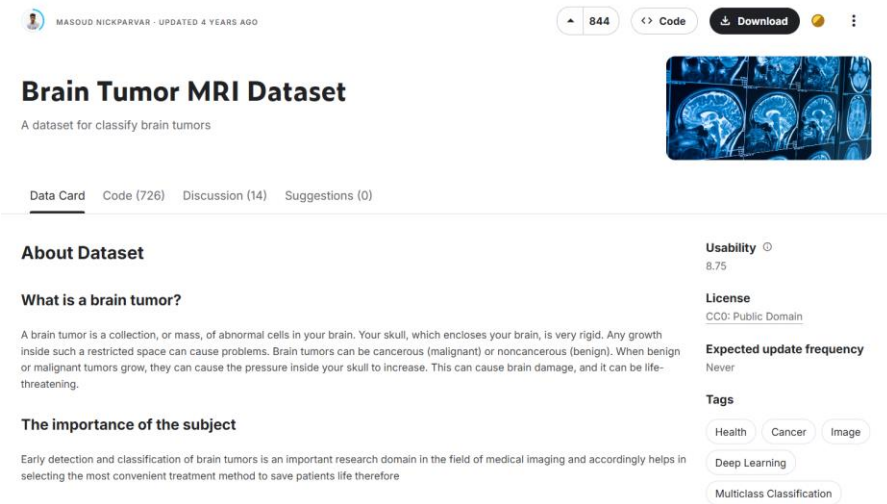 MASOUD NICKPARVAR · UPDATED 4 YEARS AGO
844
<> Code
Download
Brain Tumor MRI Dataset
A dataset for classify brain tumors
Data Card
Code (726)
Discussion (14)
Suggestions (0)
About Dataset
What is a brain tumor?
A brain tumor is a collection, or mass, of abnormal cells in your brain. Your skull, which encloses your brain, is very rigid. Any growth
inside such a restricted space can cause problems. Brain tumors can be cancerous (malignant) or noncancerous (benign). When benign
or malignant tumors grow, they can cause the pressure inside your skull to increase. This can cause brain damage, and it can be life-
threatening.
The importance of the subject
Early detection and classification of brain tumors is an important research domain in the field of medical imaging and accordingly helps in
selecting the most convenient treatment method to save patients life therefore
Usability
8.75
License
CC0: Public Domain
Expected update frequency
Never
Tags
Health
Cancer
Image
Deep Learning
Multiclass Classification